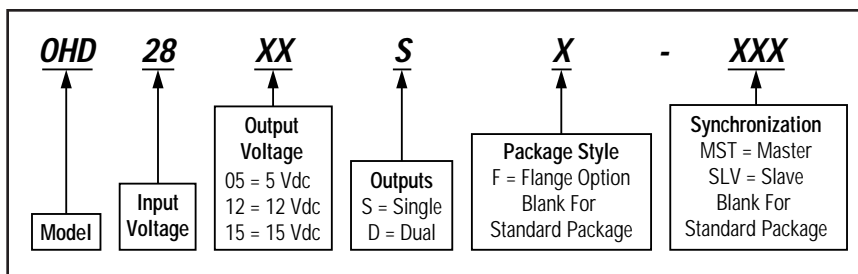 OHD 28 XX S X - XXX
Model
Input
Voltage
Output
Voltage
05 = 5 Vdc
12 = 12 Vdc
15 = 15 Vdc
Outputs
S = Single
D = Dual
Package Style
F = Flange Option
Blank For
Standard Package
Synchronization
MST = Master
SLV = Slave
Blank For
Standard Package